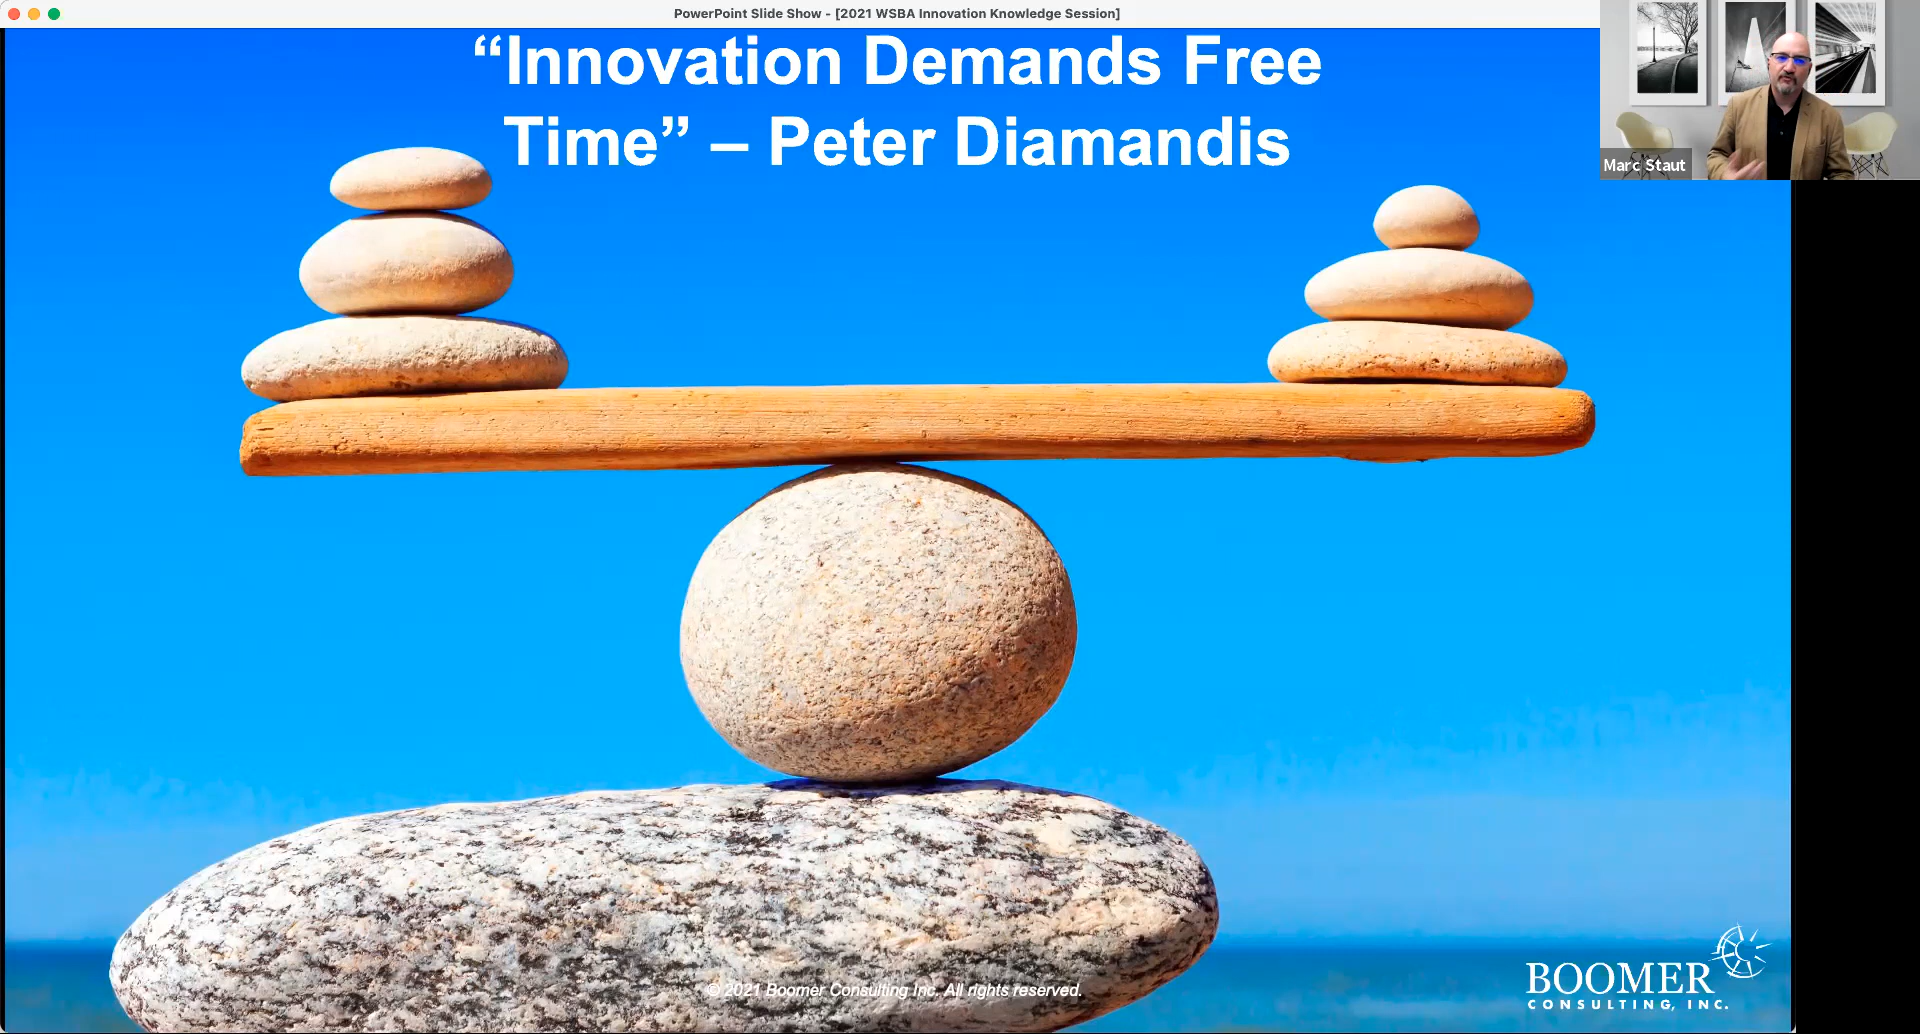 PowerPoint Slide Show - [2021 WSBA Innovation Knowledge Session]
“Innovation Demands Free
Time” – Peter Diamandis
Marc Staut
© 2021 Boomer Consulting Inc. All rights reserved.
BOOMER
CONSULTING, INC.